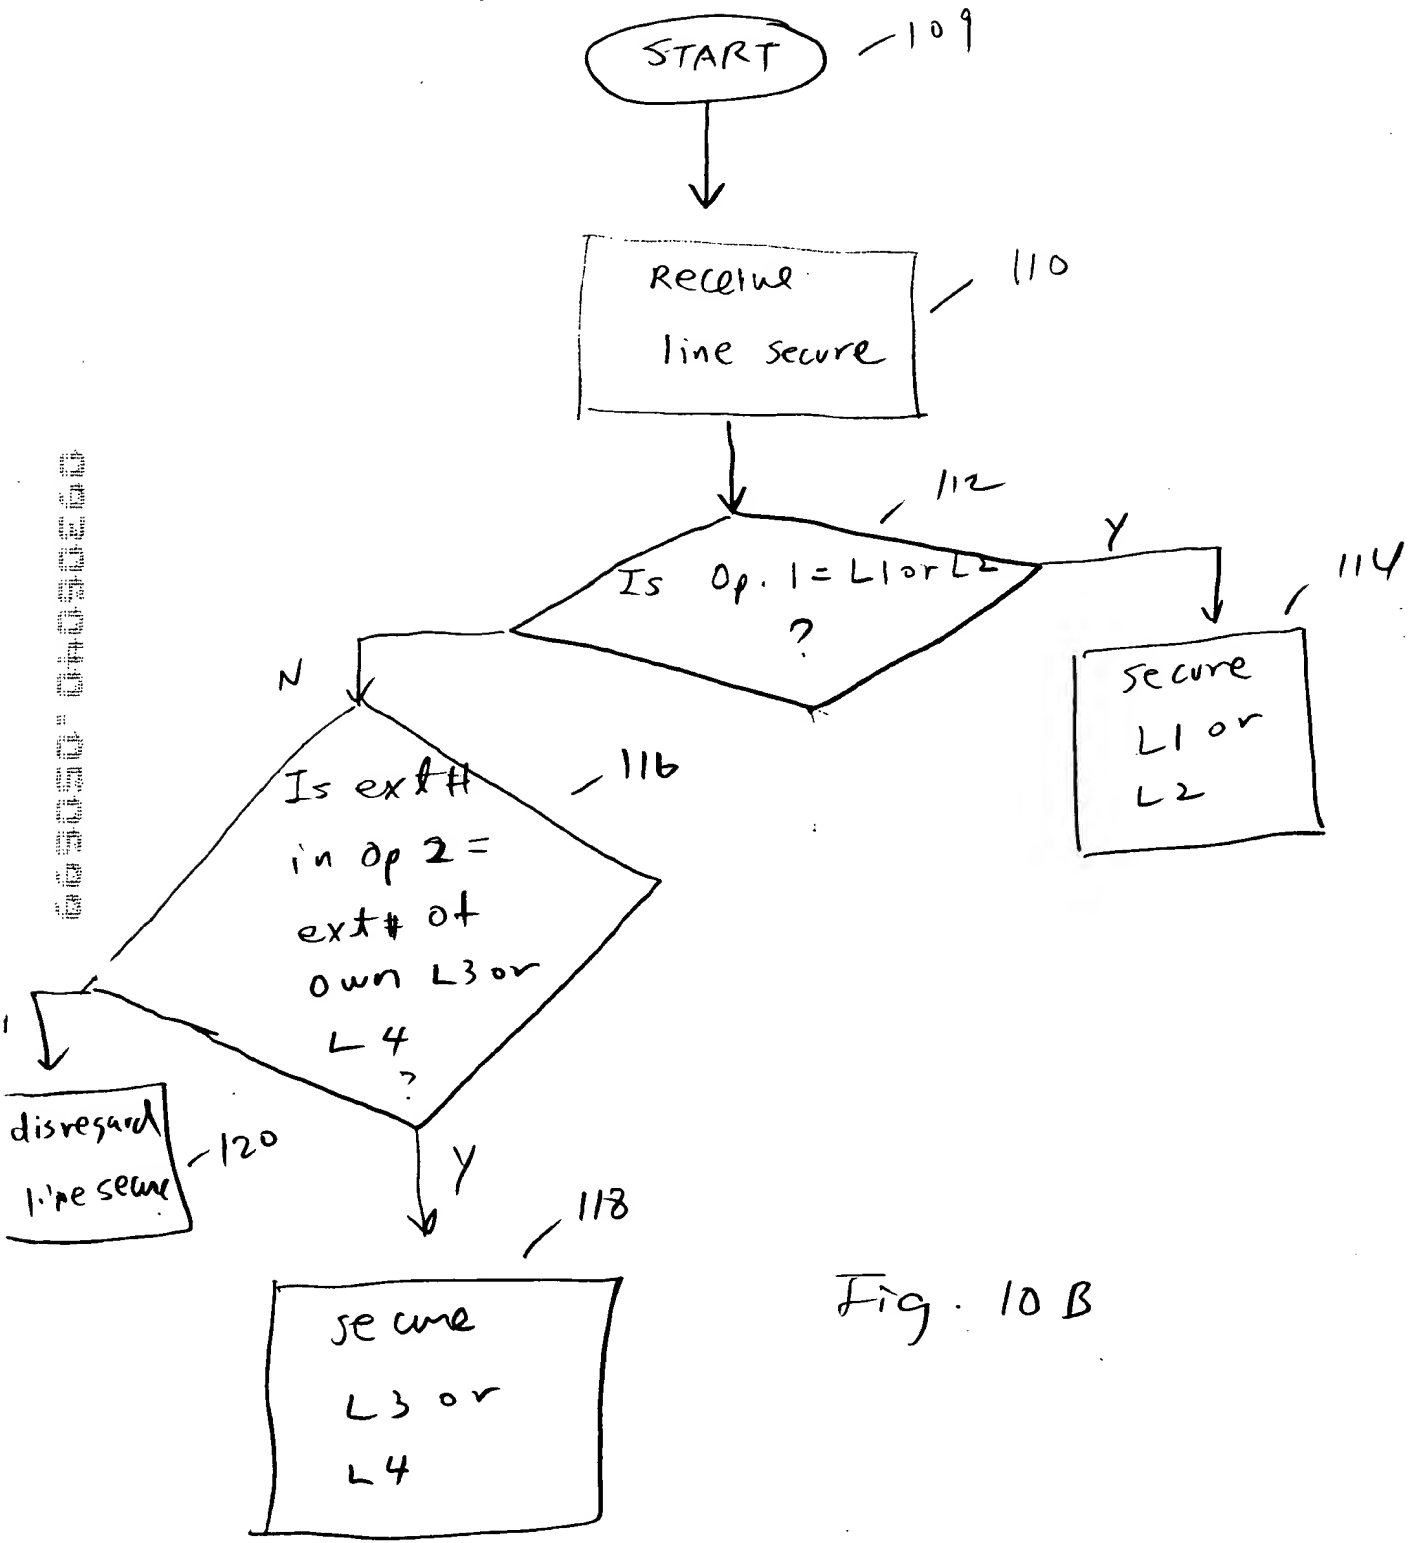 START
109
Receive
line secure
110
112
Is Op. 1 = L1 or L2
?
Y
114
secure
L1 or
L2
N
116
Is ext#
in Op 2 =
ext# of
own L3 or
L4
?
disregard
line secure
120
Y
118
secure
L3 or
L4
Fig. 10 B
09305040.050599